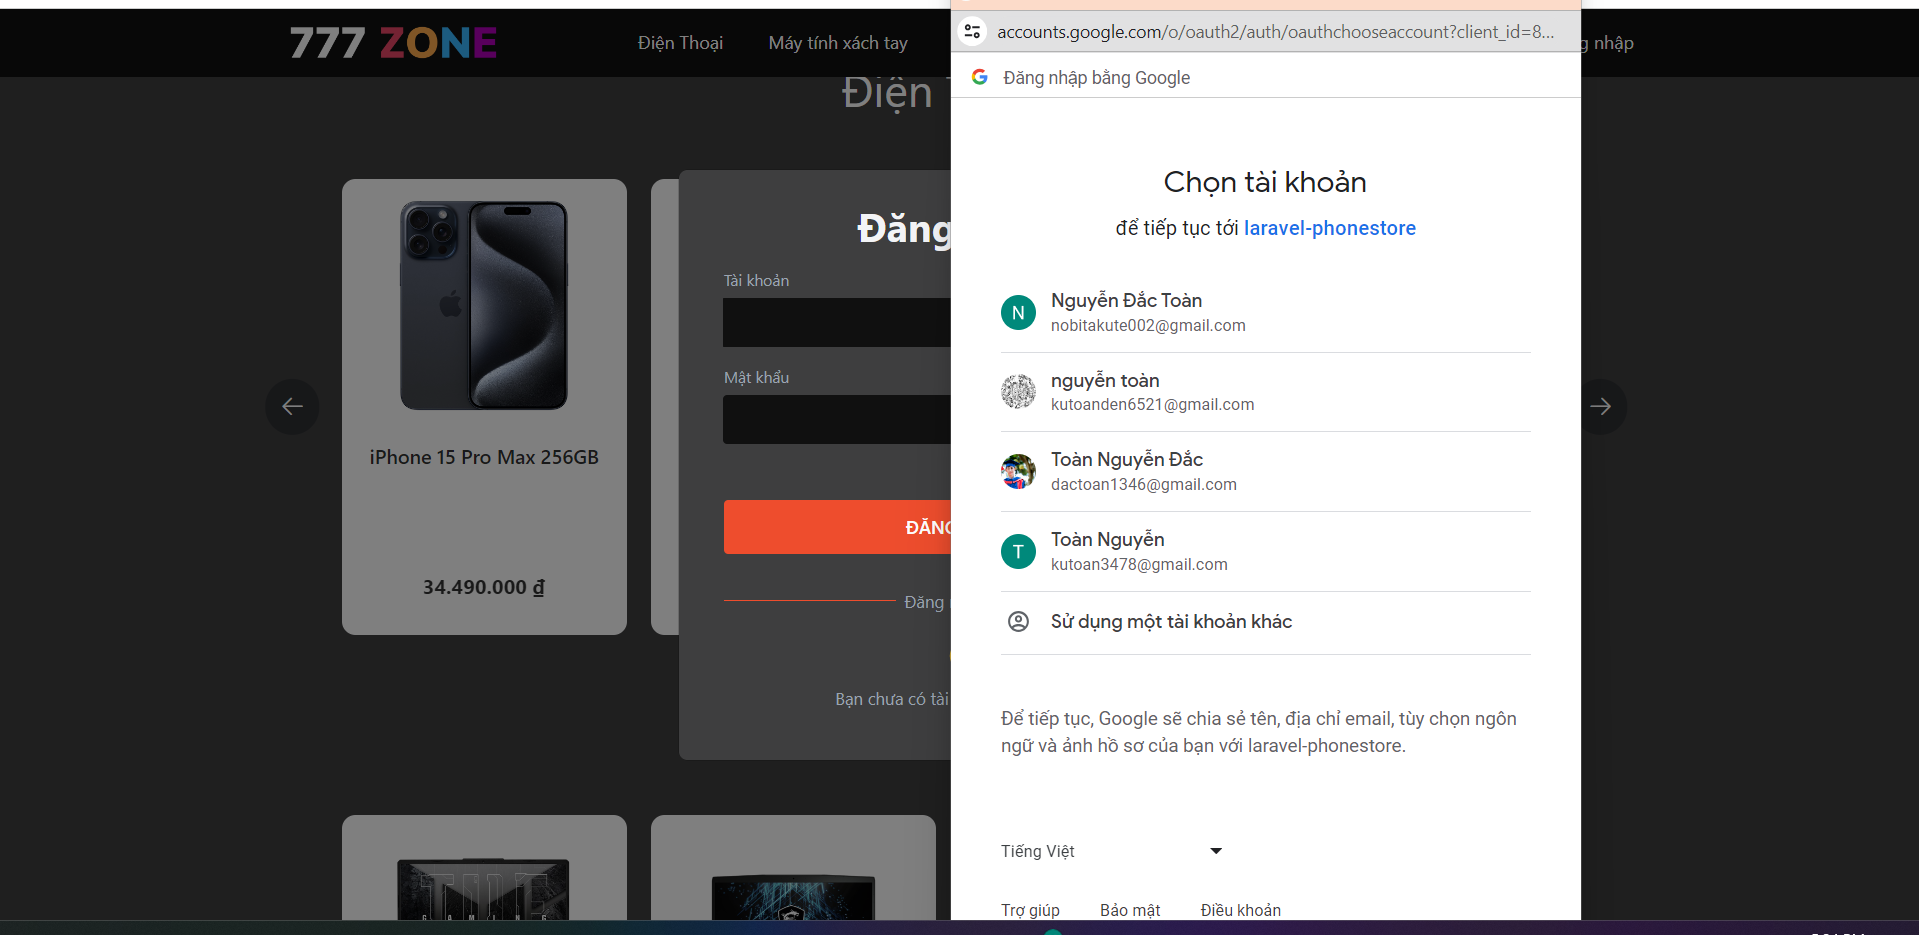 777 ZONE
Điện Thoại
Máy tính xách tay
g nhập
Điện
accounts.google.com/o/oauth2/auth/oauthchooseaccount?client_id=8...
Đăng nhập bằng Google
Chọn tài khoản
để tiếp tục tới laravel-phonestore
N
Nguyễn Đắc Toàn
nobitakute002@gmail.com
nguyễn toàn
kutoanden6521@gmail.com
Toàn Nguyễn Đắc
dactoan1346@gmail.com
T
Toàn Nguyễn
kutoan3478@gmail.com
Sử dụng một tài khoản khác
Để tiếp tục, Google sẽ chia sẻ tên, địa chỉ email, tùy chọn ngôn
ngữ và ảnh hồ sơ của bạn với laravel-phonestore.
Tiếng Việt
Trợ giúp
Bảo mật
Điều khoản
Đăng
Tài khoản
Mật khẩu
ĐĂNG
Đăng
Bạn chưa có tài
iPhone 15 Pro Max 256GB
34.490.000 ₫
GAMING